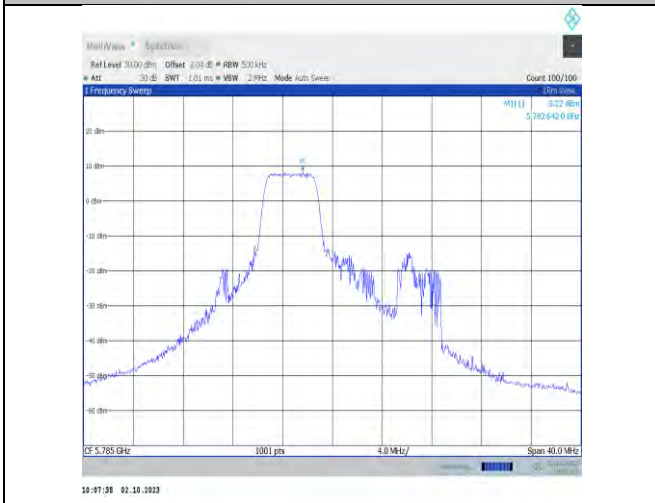 MultiView Spectrum
Ref Level 30.00 dBm Offset 2.04 dB RBW 500 kHz
Att 30 dB SWT 1.01 ms VBW 2 MHz Mode Auto Sweep Count 100/100
1 Frequency Sweep 1Rm View
M1[1] 8.22 dBm
5.782642 0 GHz
20 dBm
10 dBm
0 dBm
-10 dBm
-20 dBm
-30 dBm
-40 dBm
-50 dBm
-60 dBm
CF 5.785 GHz 1001 pts 4.0 MHz/ Span 40.0 MHz
10:07:38 02.10.2023